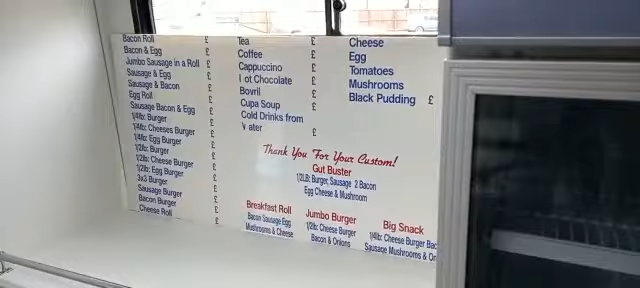 Bacon Roll £
Bacon & Egg £
Jumbo Sausage in a Roll £
Sausage & Egg £
Sausage & Bacon £
Egg Roll £
Sausage Bacon & Egg £
1/4lb: Burger £
1/4lb: Cheeses Burger £
1/4lb: Egg Burger £
1/2lb: Burger £
1/2lb: Cheese Burger £
1/2lb: Egg Burger £
2x3 Burger £
Sausage Burger £
Bacon Burger £
Cheese Roll £
Tea £
Coffee £
Cappuccino £
ot Chocolate £
Bovril £
Cupa Soup £
Cold Drinks from
ater £
Cheese
Egg
Tomatoes
Mushrooms
Black Pudding £
Thank You For Your Custom!
Gut Buster
1/2LB: Burger, Sausage 2 Bacon
Egg Cheese & Mushroom
Breakfast Roll
Bacon Sausage Egg
Mushrooms & Cheese
Jumbo Burger
1/2lb: Cheese Burger
Bacon & Onions
Big Snack
1/4lb: Cheese Burger Bac
Sausage Mushrooms & On